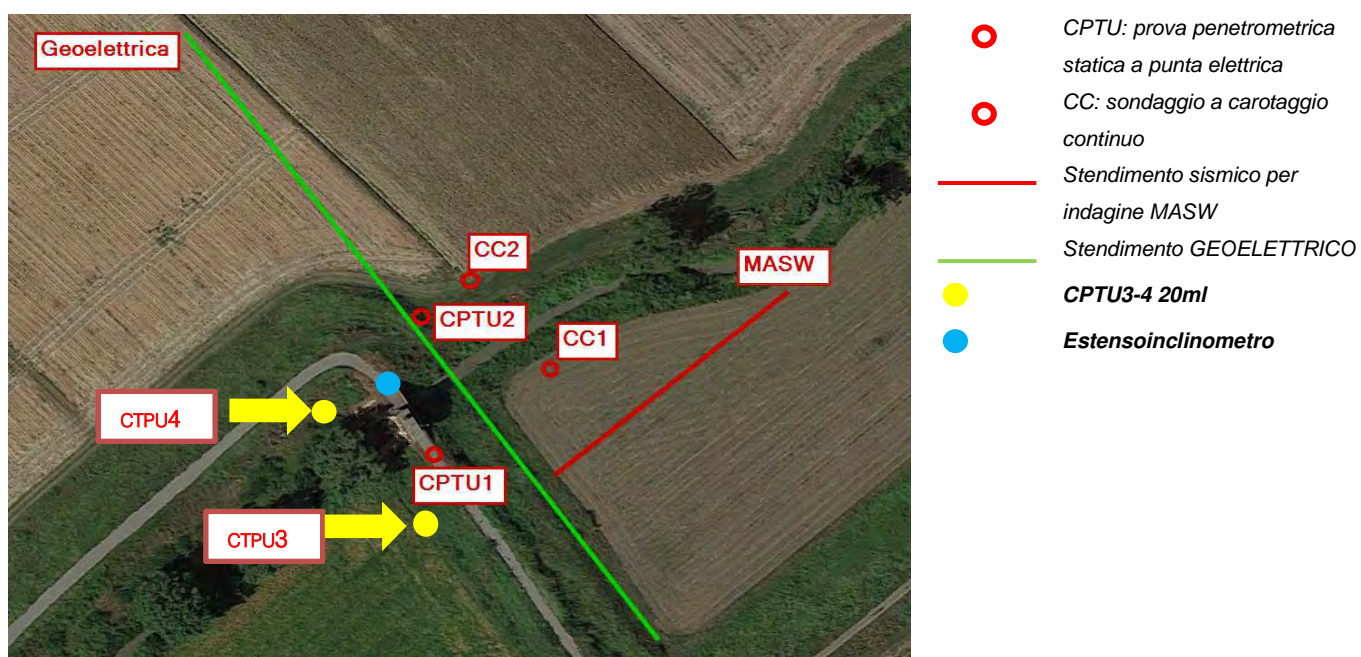 Geoelettrica
CC2
MASW
CPTU2
CC1
CTPU4
CPTU1
CTPU3
CPTU: prova penetrometrica
statica a punta elettrica
CC: sondaggio a carotaggio
continuo
Stendimento sismico per
indagine MASW
Stendimento GEOELETTRICO
CPTU3-4 20ml
Estensoinclinometro